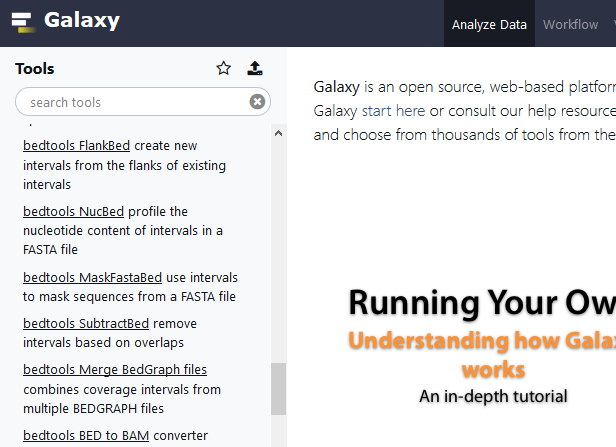 Galaxy
Analyze Data
Workflow
Tools
search tools
bedtools FlankBed create new
intervals from the flanks of existing
intervals
bedtools NucBed profile the
nucleotide content of intervals in a
FASTA file
bedtools MaskFastaBed use intervals
to mask sequences from a FASTA file
bedtools SubtractBed remove
intervals based on overlaps
bedtools Merge BedGraph files
combines coverage intervals from
multiple BEDGRAPH files
bedtools BED to BAM converter
Galaxy is an open source, web-based platform
Galaxy start here or consult our help resource
and choose from thousands of tools from the
Running Your Ow
Understanding how Gala
works
An in-depth tutorial